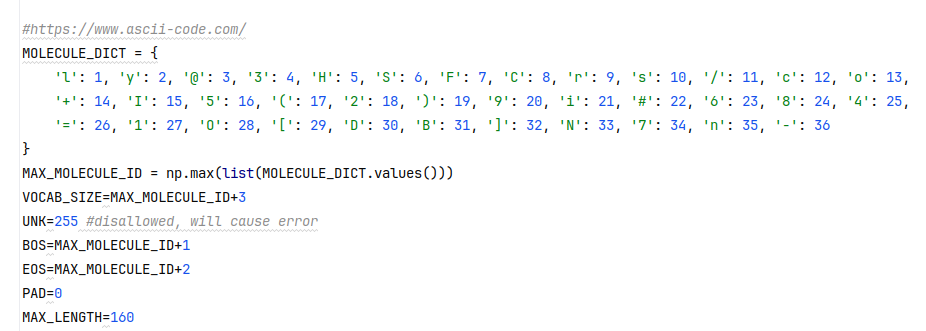 #https://www.ascii-code.com/
MOLECULE_DICT = {
    'l': 1, 'y': 2, '@': 3, '3': 4, 'H': 5, 'S': 6, 'F': 7, 'C': 8, 'r': 9, 's': 10, '/': 11, 'c': 12, 'o': 13,
    '+': 14, 'I': 15, '5': 16, '(': 17, '2': 18, ')': 19, '9': 20, 'i': 21, '#': 22, '6': 23, '8': 24, '4': 25,
    '=': 26, '1': 27, 'O': 28, '[': 29, 'D': 30, 'B': 31, ']': 32, 'N': 33, '7': 34, 'n': 35, '-': 36
}
MAX_MOLECULE_ID = np.max(list(MOLECULE_DICT.values()))
VOCAB_SIZE=MAX_MOLECULE_ID+3
UNK=255 #disallowed, will cause error
BOS=MAX_MOLECULE_ID+1
EOS=MAX_MOLECULE_ID+2
PAD=0
MAX_LENGTH=160